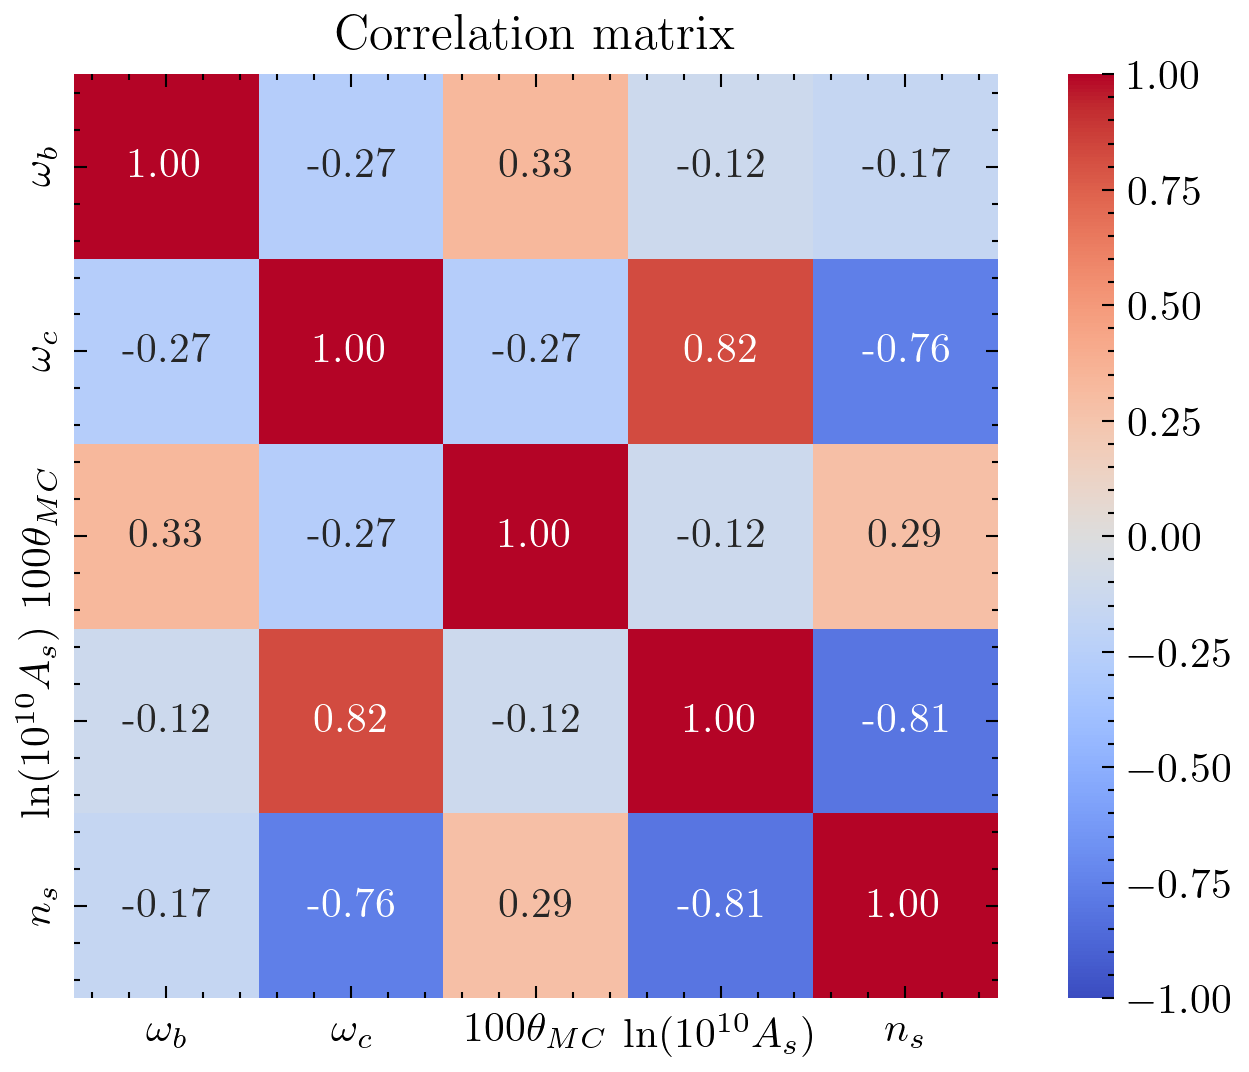 Correlation matrix
ω_b 1.00 -0.27 0.33 -0.12 -0.17
ω_c -0.27 1.00 -0.27 0.82 -0.76
100θ_{MC} 0.33 -0.27 1.00 -0.12 0.29
ln(10^{10}A_s) -0.12 0.82 -0.12 1.00 -0.81
n_s -0.17 -0.76 0.29 -0.81 1.00
ω_b ω_c 100θ_{MC} ln(10^{10}A_s) n_s
1.00
0.75
0.50
0.25
0.00
−0.25
−0.50
−0.75
−1.00